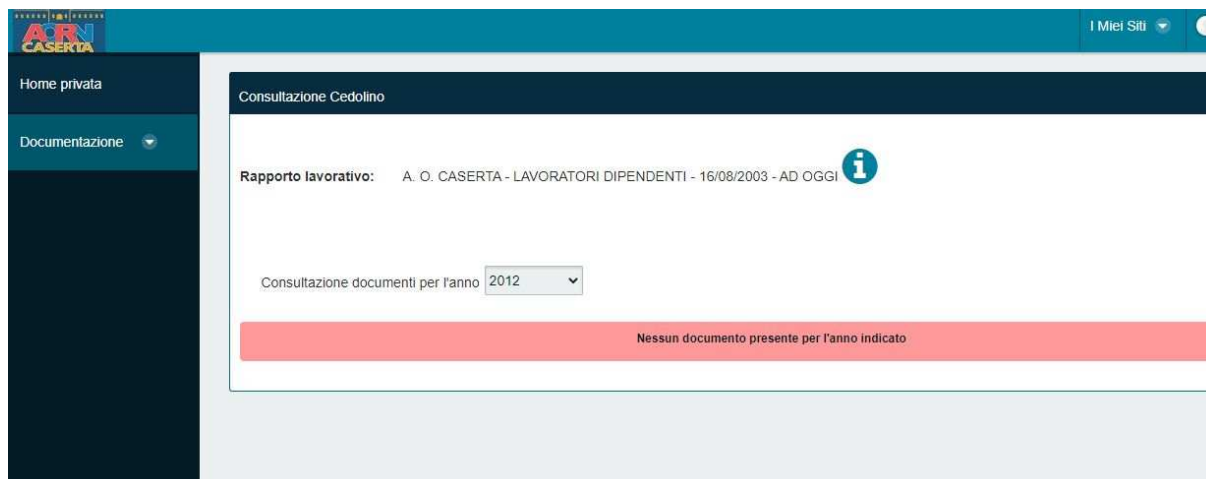 AORN
CASERTA
I Miei Siti
Home privata
Documentazione
Consultazione Cedolino
Rapporto lavorativo: A. O. CASERTA - LAVORATORI DIPENDENTI - 16/08/2003 - AD OGGI
Consultazione documenti per l'anno 2012
Nessun documento presente per l'anno indicato